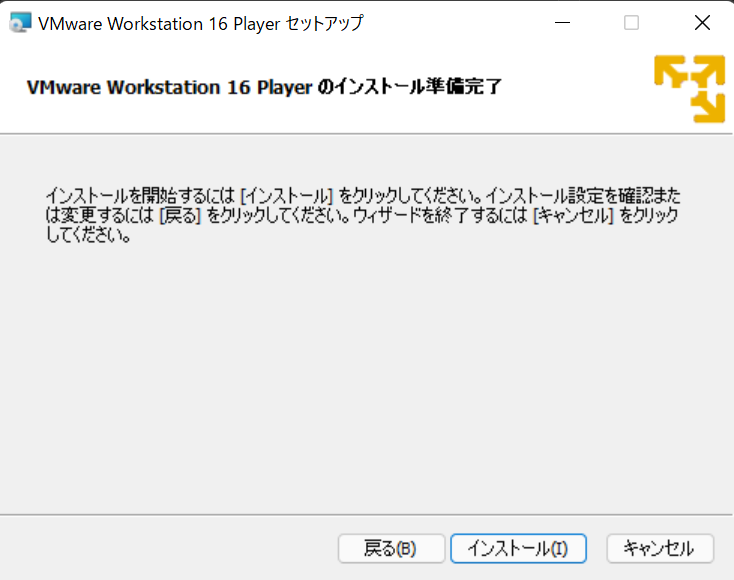 VMware Workstation 16 Player セットアップ
VMware Workstation 16 Player のインストール準備完了
インストールを開始するには [インストール] をクリックしてください。インストール設定を確認また
は変更するには [戻る] をクリックしてください。ウィザードを終了するには [キャンセル] をクリック
してください。
戻る(B) インストール(I) キャンセル